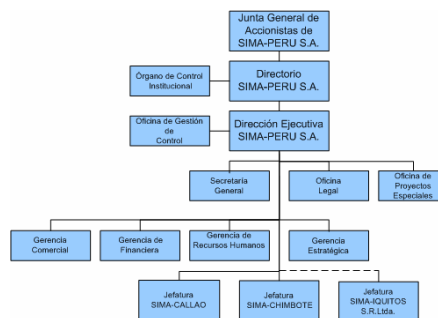 Junta General de
Accionistas de
SIMA-PERU S.A.
Órgano de Control
Institucional
Directorio
SIMA-PERU S.A.
Oficina de Gestión
de
Control
Dirección Ejecutiva
SIMA-PERU S.A.
Secretaría
General
Oficina
Legal
Oficina de
Proyectos
Especiales
Gerencia
Comercial
Gerencia de
Financiera
Gerencia de
Recursos Humanos
Gerencia
Estratégica
Jefatura
SIMA-CALLAO
Jefatura
SIMA-CHIMBOTE
Jefatura
SIMA-IQUITOS
S.R.Ltda.